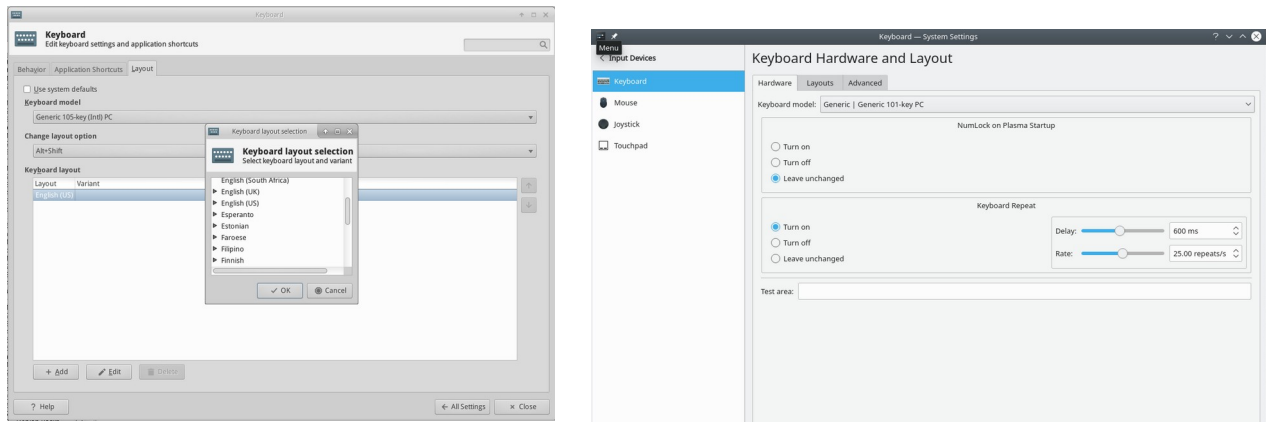 Keyboard
Keyboard
Edit keyboard settings and application shortcuts
Behavior Application Shortcuts Layout
Use system defaults
Keyboard model
Generic 105-key (Intl) PC
Change layout option
Alt+Shift
Keyboard layout
Layout Variant
English (US)
+ Add Edit Delete
? Help All Settings Close
Keyboard layout selection
Keyboard layout selection
Select keyboard layout and variant
English (South Africa)
English (UK)
English (US)
Esperanto
Estonian
Faroese
Filipino
Finnish
OK Cancel
Keyboard — System Settings
Menu
Input Devices
Keyboard
Mouse
Joystick
Touchpad
Keyboard Hardware and Layout
Hardware Layouts Advanced
Keyboard model: Generic | Generic 101-key PC
NumLock on Plasma Startup
Turn on
Turn off
Leave unchanged
Keyboard Repeat
Turn on
Turn off
Leave unchanged
Delay: 600 ms
Rate: 25.00 repeats/s
Test area: